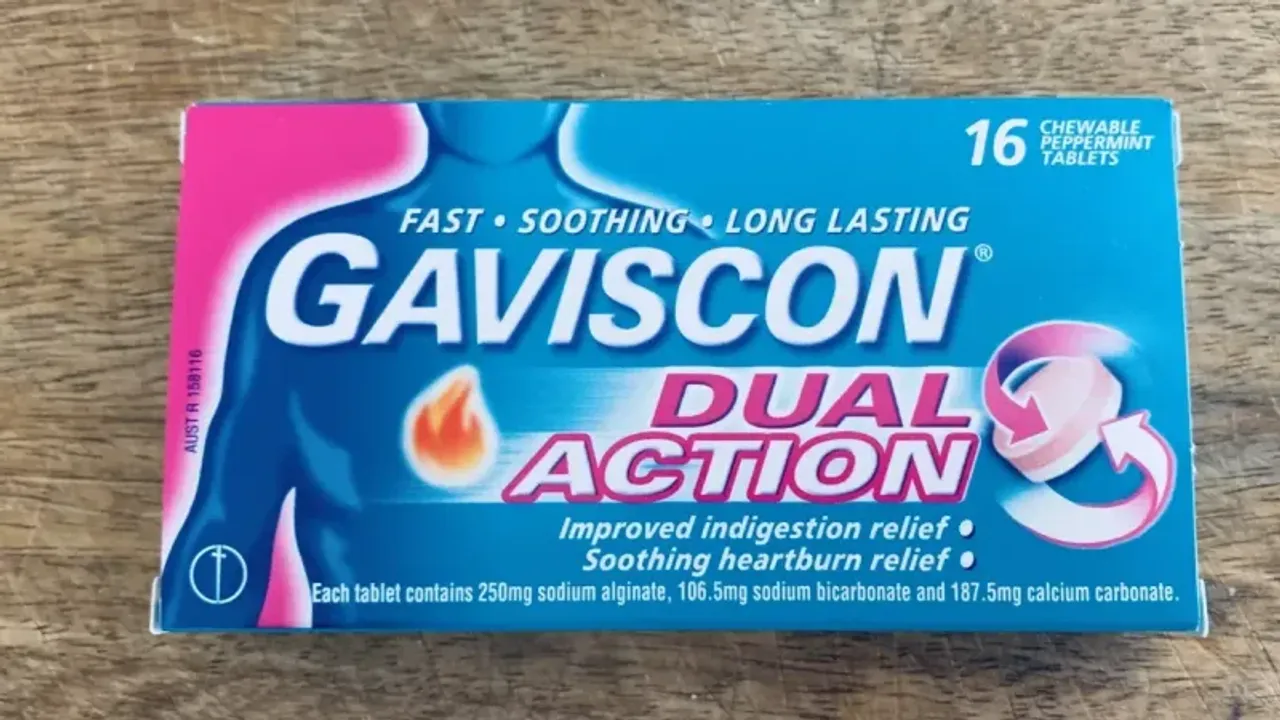 16
CHEWABLE
PEPPERMINT
TABLETS
FAST • SOOTHING • LONG LASTING
GAVISCON®
DUAL
ACTION
Improved indigestion relief •
Soothing heartburn relief •
Each tablet contains 250mg sodium alginate, 106.5mg sodium bicarbonate and 187.5mg calcium carbonate.
AUST R 158116